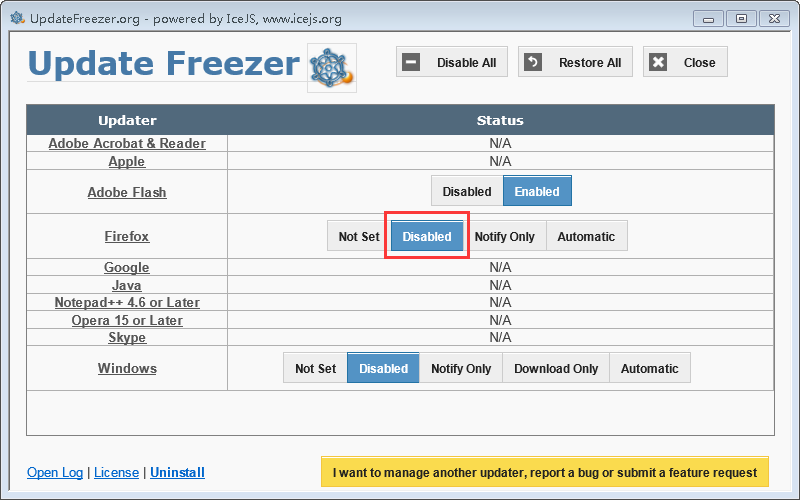 UpdateFreezer.org - powered by IceJS, www.icejs.org
Update Freezer Disable All Restore All Close
Updater Status
Adobe Acrobat & Reader N/A
Apple N/A
Adobe Flash Disabled Enabled
Firefox Not Set Disabled Notify Only Automatic
Google N/A
Java N/A
Notepad++ 4.6 or Later N/A
Opera 15 or Later N/A
Skype N/A
Windows Not Set Disabled Notify Only Download Only Automatic
Open Log | License | Uninstall I want to manage another updater, report a bug or submit a feature request